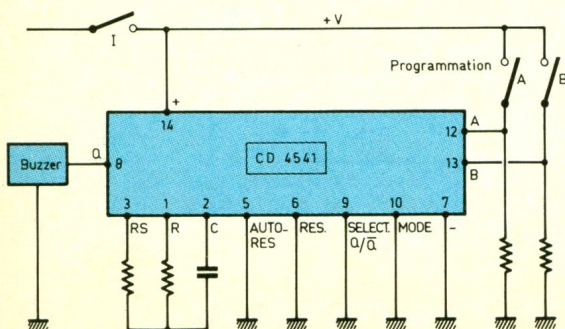 I
+V
Programmation
A
B
+
14
A
12
CD 4541
13
B
Buzzer
Q
8
3
1
2
5
6
9
10
7
RS
R
C
AUTO-
RES
RES.
SELECT.
Q/Q̅
MODE
-